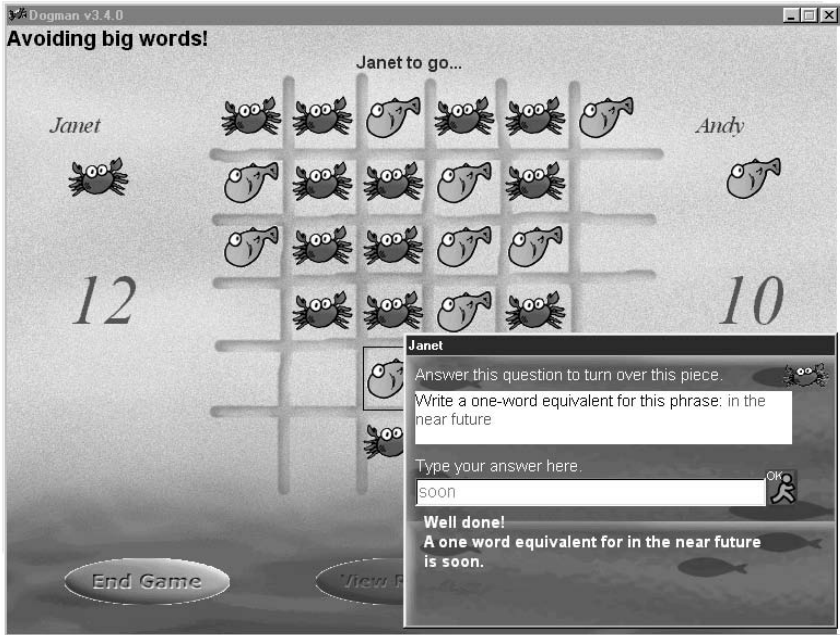 Dogman v3.4.0
Avoiding big words!
Janet to go...
Janet
Andy
12
10
Janet
Answer this question to turn over this piece.
Write a one-word equivalent for this phrase: in the
near future
Type your answer here.
OK
soon
Well done!
A one word equivalent for in the near future
is soon.
End Game
View